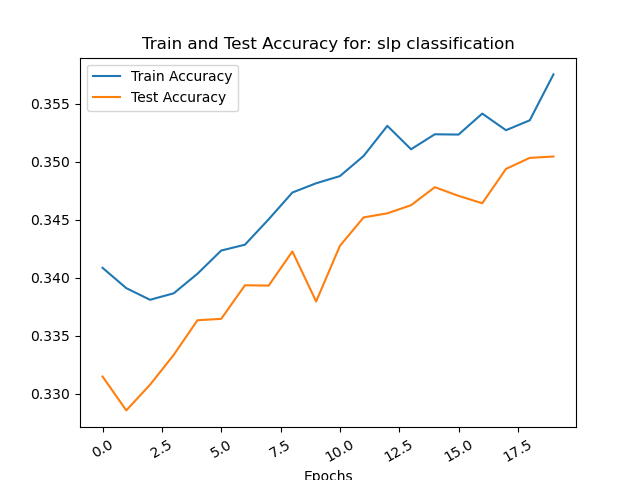 Train and Test Accuracy for: slp classification
Train Accuracy
Test Accuracy
0.355
0.350
0.345
0.340
0.335
0.330
0.0 2.5 5.0 7.5 10.0 12.5 15.0 17.5
Epochs